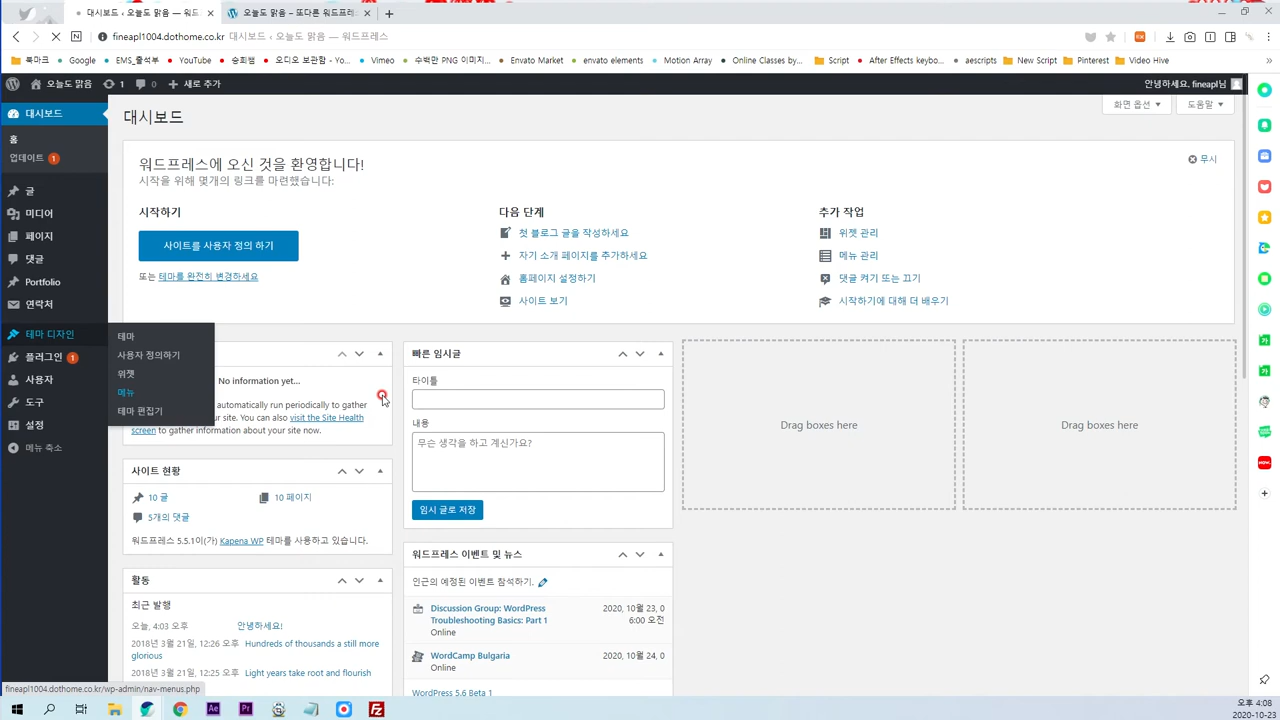 대시보드 ‹ 오늘도 맑음 — 워드
오늘도 맑음 – 또다른 워드프레스
fineapl1004.dothome.co.kr 대시보드 ‹ 오늘도 맑음 — 워드프레스
북마크 Google EMS_출석부 YouTube 승희쌤 오디오 보관함 - Yo... Vimeo 수백만 PNG 이미지... Envato Market envato elements Motion Array Online Classes by... Script After Effects keybo... aescripts New Script Pinterest Video Hive
오늘도 맑음 1 0 새로 추가
안녕하세요, fineapl님
대시보드
홈
업데이트 1
글
미디어
페이지
댓글
Portfolio
연락처
테마 디자인
플러그인 1
사용자
도구
설정
메뉴 축소
테마
사용자 정의하기
위젯
메뉴
테마 편집기
대시보드
화면 옵션 도움말
워드프레스에 오신 것을 환영합니다!
시작을 위해 몇개의 링크를 마련했습니다:
무시
시작하기
사이트를 사용자 정의 하기
또는 테마를 완전히 변경하세요
다음 단계
첫 블로그 글을 작성하세요
자기 소개 페이지를 추가하세요
홈페이지 설정하기
사이트 보기
추가 작업
위젯 관리
메뉴 관리
댓글 켜기 또는 끄기
시작하기에 대해 더 배우기
No information yet...
automatically run periodically to gather
your site. You can also visit the Site Health
screen to gather information about your site now.
사이트 현황
10 글 10 페이지
5개의 댓글
워드프레스 5.5.1이(가) Kapena WP 테마를 사용하고 있습니다.
활동
최근 발행
오늘, 4:03 오후 안녕하세요!
2018년 3월 21일, 12:26 오후 Hundreds of thousands a still more
glorious
2018년 3월 21일, 12:25 오후 Light years take root and flourish
빠른 임시글
타이틀
내용
무슨 생각을 하고 계신가요?
임시 글로 저장
워드프레스 이벤트 및 뉴스
인근의 예정된 이벤트 참석하기.
Discussion Group: WordPress 2020, 10월 23, 0
Troubleshooting Basics: Part 1 6:00 오전
Online
WordCamp Bulgaria 2020, 10월 24, 0
Online
WordPress 5.6 Beta 1
Drag boxes here
Drag boxes here
fineapl1004.dothome.co.kr/wp-admin/nav-menus.php
오후 4:08
2020-10-23